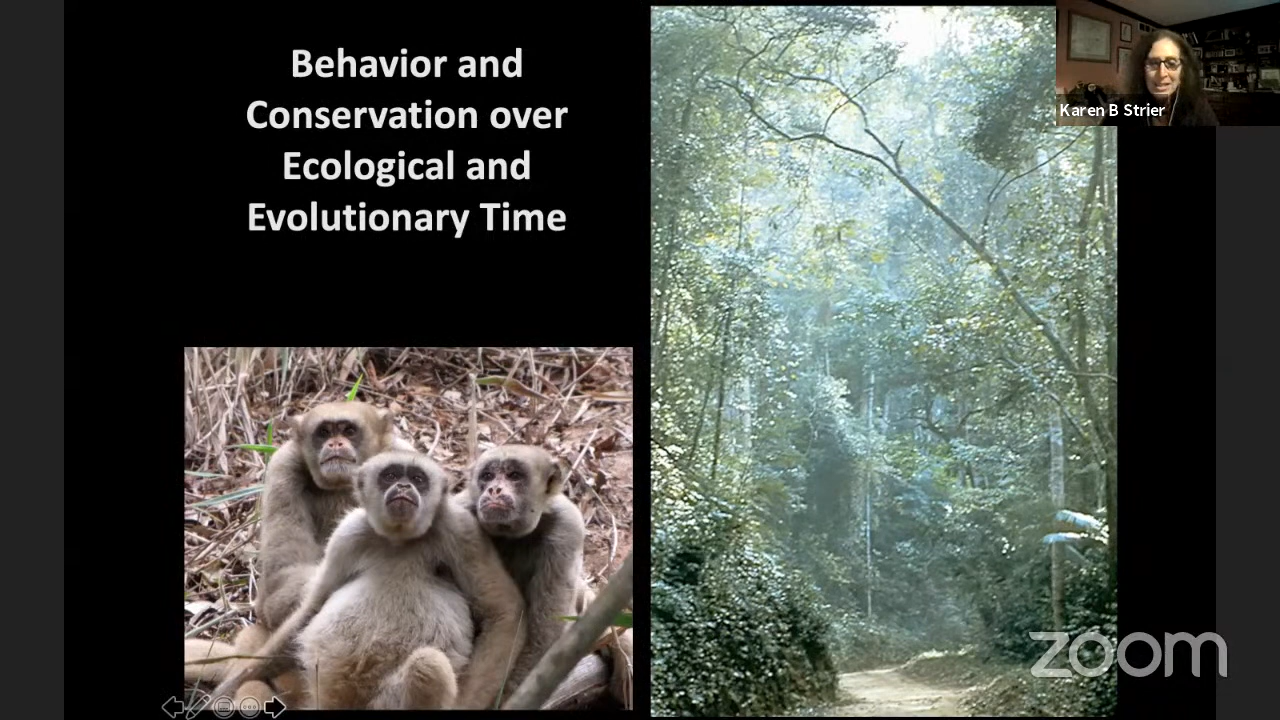 Behavior and
Conservation over
Ecological and
Evolutionary Time
Karen B Strier
zoom